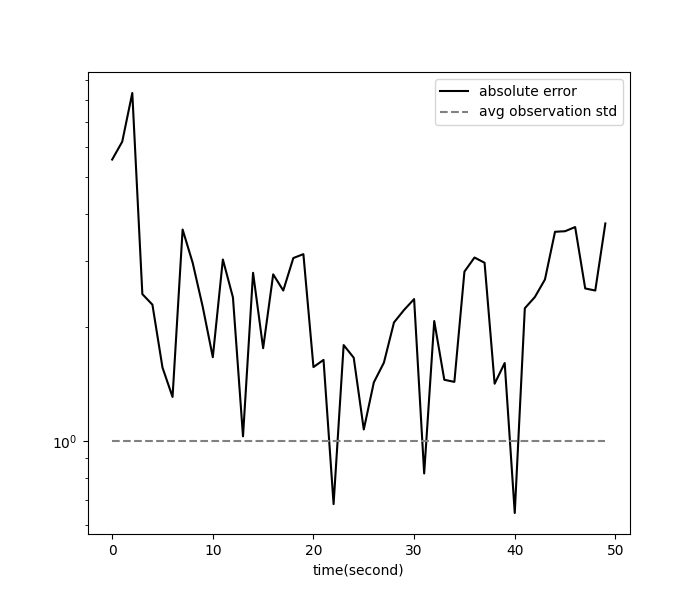 absolute error
avg observation std
10⁰
0 10 20 30 40 50
time(second)